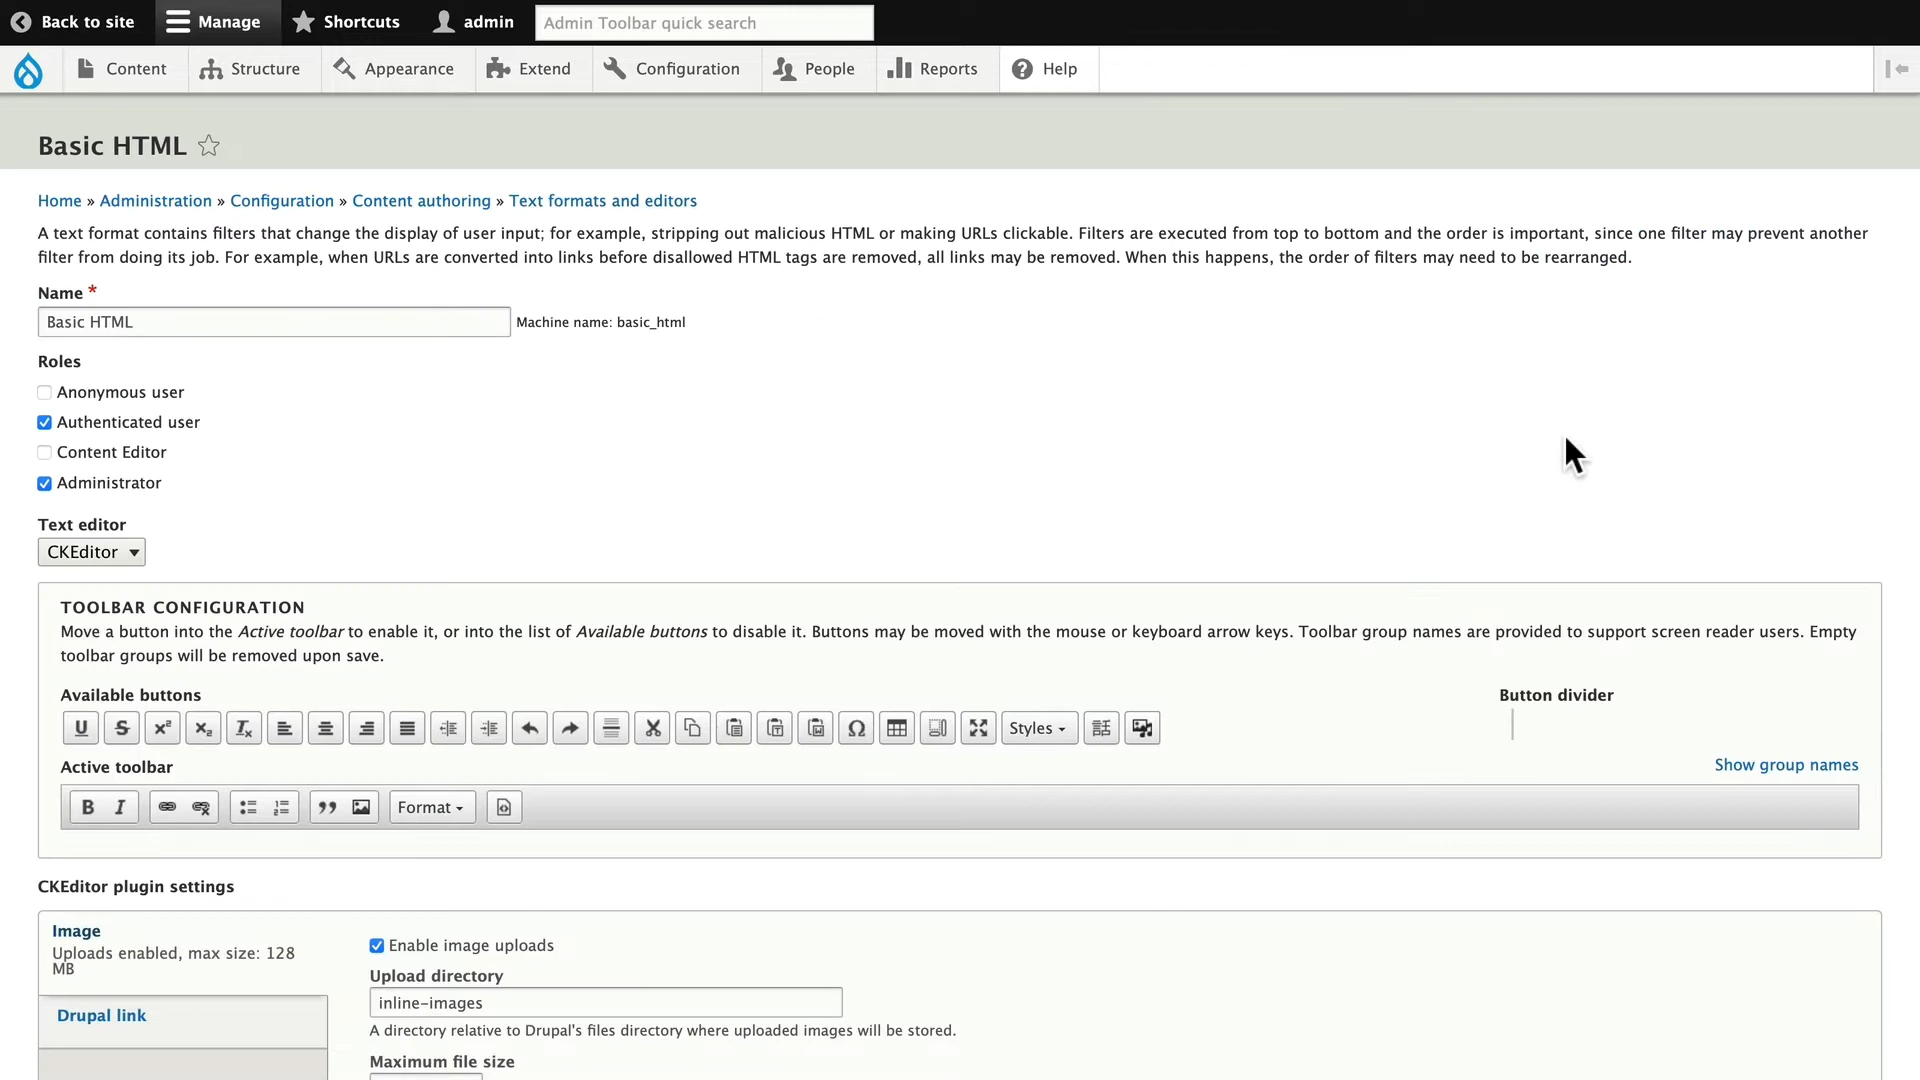 Back to site
Manage
Shortcuts
admin
Admin Toolbar quick search
Content
Structure
Appearance
Extend
Configuration
People
Reports
Help
Basic HTML
Home » Administration » Configuration » Content authoring » Text formats and editors
A text format contains filters that change the display of user input; for example, stripping out malicious HTML or making URLs clickable. Filters are executed from top to bottom and the order is important, since one filter may prevent another
filter from doing its job. For example, when URLs are converted into links before disallowed HTML tags are removed, all links may be removed. When this happens, the order of filters may need to be rearranged.
Name *
Basic HTML
Machine name: basic_html
Roles
Anonymous user
Authenticated user
Content Editor
Administrator
Text editor
CKEditor
TOOLBAR CONFIGURATION
Move a button into the Active toolbar to enable it, or into the list of Available buttons to disable it. Buttons may be moved with the mouse or keyboard arrow keys. Toolbar group names are provided to support screen reader users. Empty
toolbar groups will be removed upon save.
Available buttons
Button divider
U S x² x₂ Ix Ω Styles
Active toolbar
Show group names
B I Format
CKEditor plugin settings
Image
Uploads enabled, max size: 128
MB
Drupal link
Enable image uploads
Upload directory
inline-images
A directory relative to Drupal's files directory where uploaded images will be stored.
Maximum file size